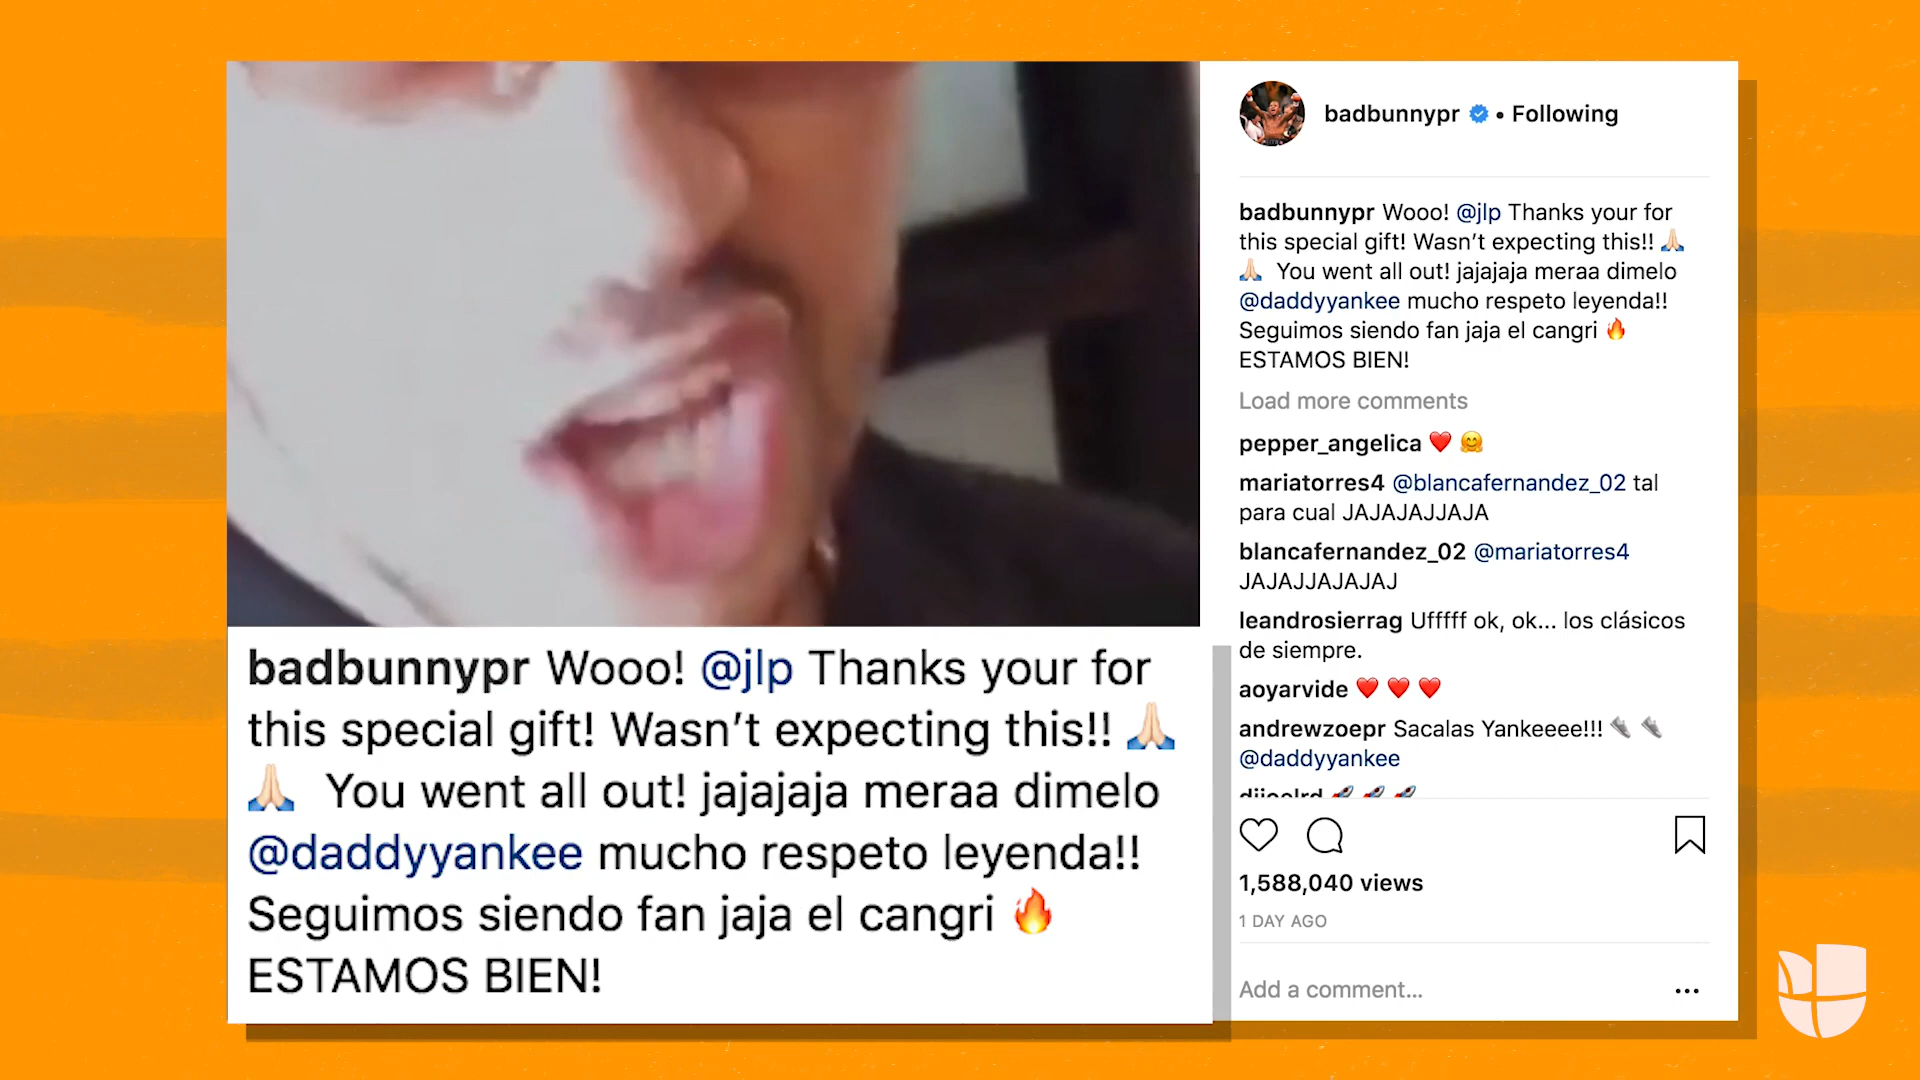 badbunnypr • Following
badbunnypr Wooo! @jlp Thanks your for
this special gift! Wasn’t expecting this!! 🙏🏻
🙏🏻 You went all out! jajajaja meraa dimelo
@daddyyankee mucho respeto leyenda!!
Seguimos siendo fan jaja el cangri 🔥
ESTAMOS BIEN!
Load more comments
pepper_angelica ❤️ 🤗
mariatorres4 @blancafernandez_02 tal
para cual JAJAJAJJAJA
blancafernandez_02 @mariatorres4
JAJAJJAJAJAJ
leandrosierrag Ufffff ok, ok... los clásicos
de siempre.
aoyarvide ❤️ ❤️ ❤️
andrewzoepr Sacalas Yankeeee!!! 👟 👟
@daddyyankee
1,588,040 views
1 DAY AGO
Add a comment...
badbunnypr Wooo! @jlp Thanks your for
this special gift! Wasn’t expecting this!! 🙏🏻
🙏🏻 You went all out! jajajaja meraa dimelo
@daddyyankee mucho respeto leyenda!!
Seguimos siendo fan jaja el cangri 🔥
ESTAMOS BIEN!